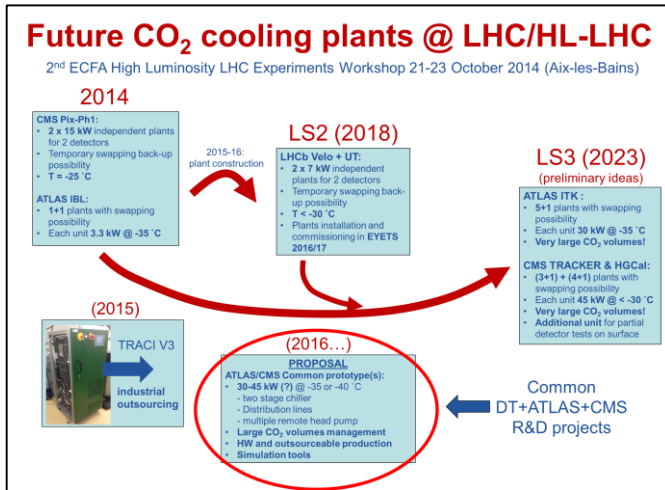 Future CO₂ cooling plants @ LHC/HL-LHC
2nd ECFA High Luminosity LHC Experiments Workshop 21-23 October 2014 (Aix-les-Bains)
2014
CMS Pix-Ph1:
• 2 x 15 kW independent plants
for 2 detectors
• Temporary swapping back-up
possibility
• T = -25 ˚C
ATLAS IBL:
• 1+1 plants with swapping
possibility
• Each unit 3.3 kW @ -35 ˚C
2015-16:
plant construction
LS2 (2018)
LHCb Velo + UT:
• 2 x 7 kW independent
plants for 2 detectors
• Temporary swapping back-
up possibility
• T < -30 ˚C
• Plants installation and
commissioning in EYETS
2016/17
LS3 (2023)
(preliminary ideas)
ATLAS ITK :
• 5+1 plants with swapping
possibility
• Each unit 30 kW @ -35 ˚C
• Very large CO₂ volumes!
CMS TRACKER & HGCal:
• (3+1) + (4+1) plants with
swapping possibility
• Each unit 45 kW @ < -30 ˚C
• Very large CO₂ volumes!
• Additional unit for partial
detector tests on surface
(2015)
TRACI V3
industrial
outsourcing
(2016…)
PROPOSAL
ATLAS/CMS Common prototype(s):
• 30-45 kW (?) @ -35 or -40 ˚C
- two stage chiller
- Distribution lines
- multiple remote head pump
• Large CO₂ volumes management
• HW and outsourceable production
• Simulation tools
Common
DT+ATLAS+CMS
R&D projects